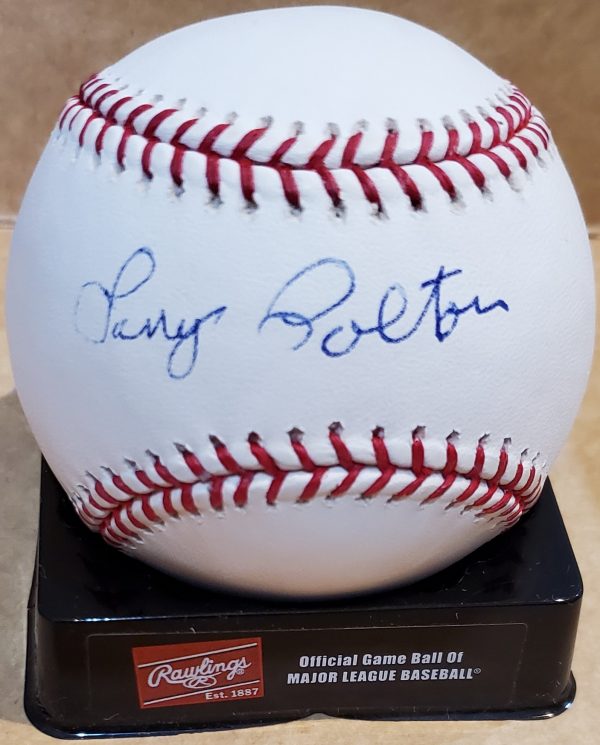 Larry Bolton
Rawlings®
Est. 1887
Official Game Ball Of
MAJOR LEAGUE BASEBALL®